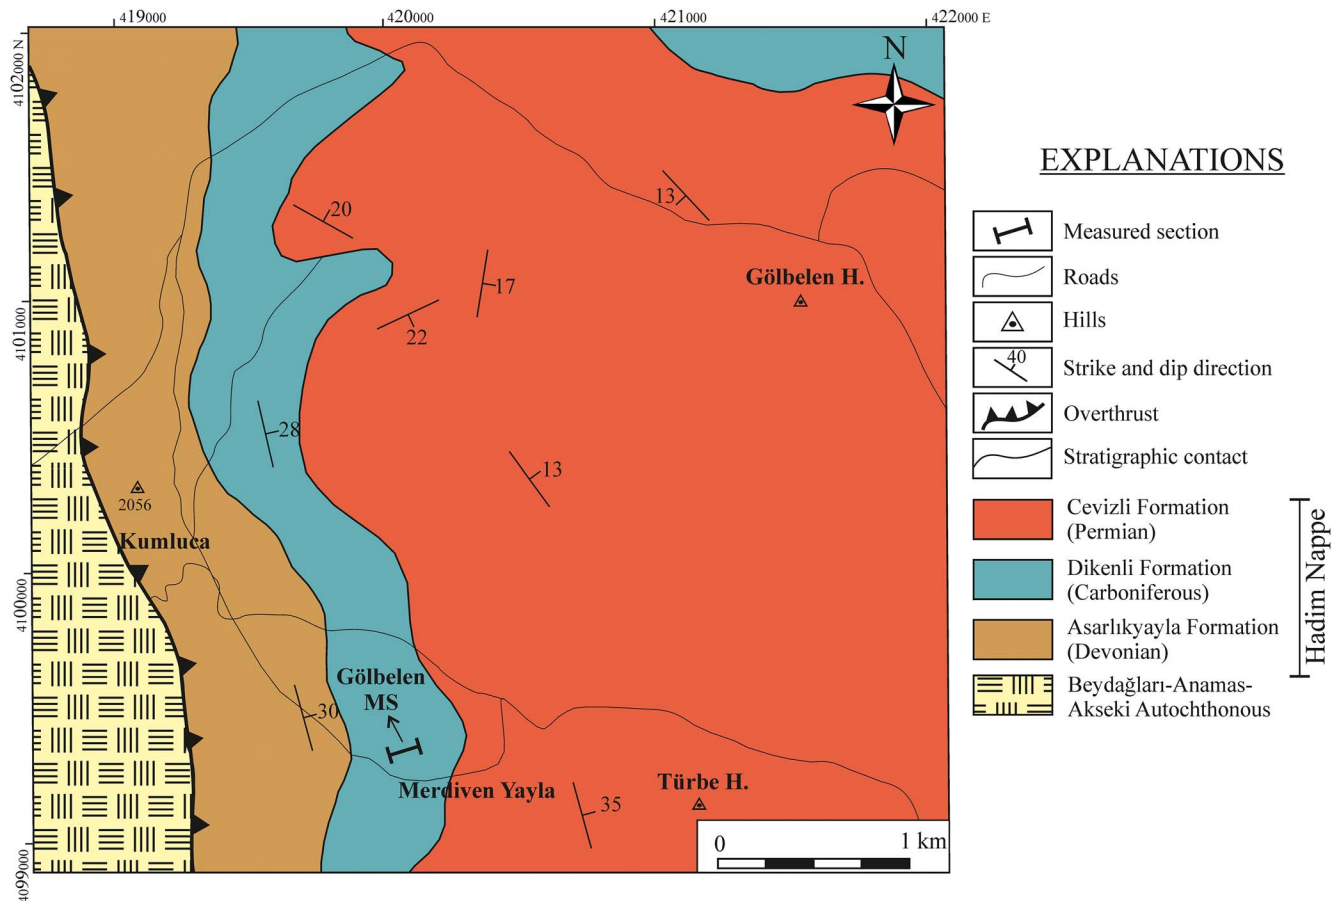 419000
420000
421000
422000 E
4102000 N
4101000
4100000
4099000
N
20
13
17
22
Gölbelen H.
28
13
2056
Kumluca
Gölbelen
MS
30
Merdiven Yayla
35
Türbe H.
0
1 km
EXPLANATIONS
Measured section
Roads
Hills
40
Strike and dip direction
Overthrust
Stratigraphic contact
Cevizli Formation
(Permian)
Dikenli Formation
(Carboniferous)
Asarlıkyayla Formation
(Devonian)
Beydağları-Anamas-
Akseki Autochthonous
Hadim Nappe